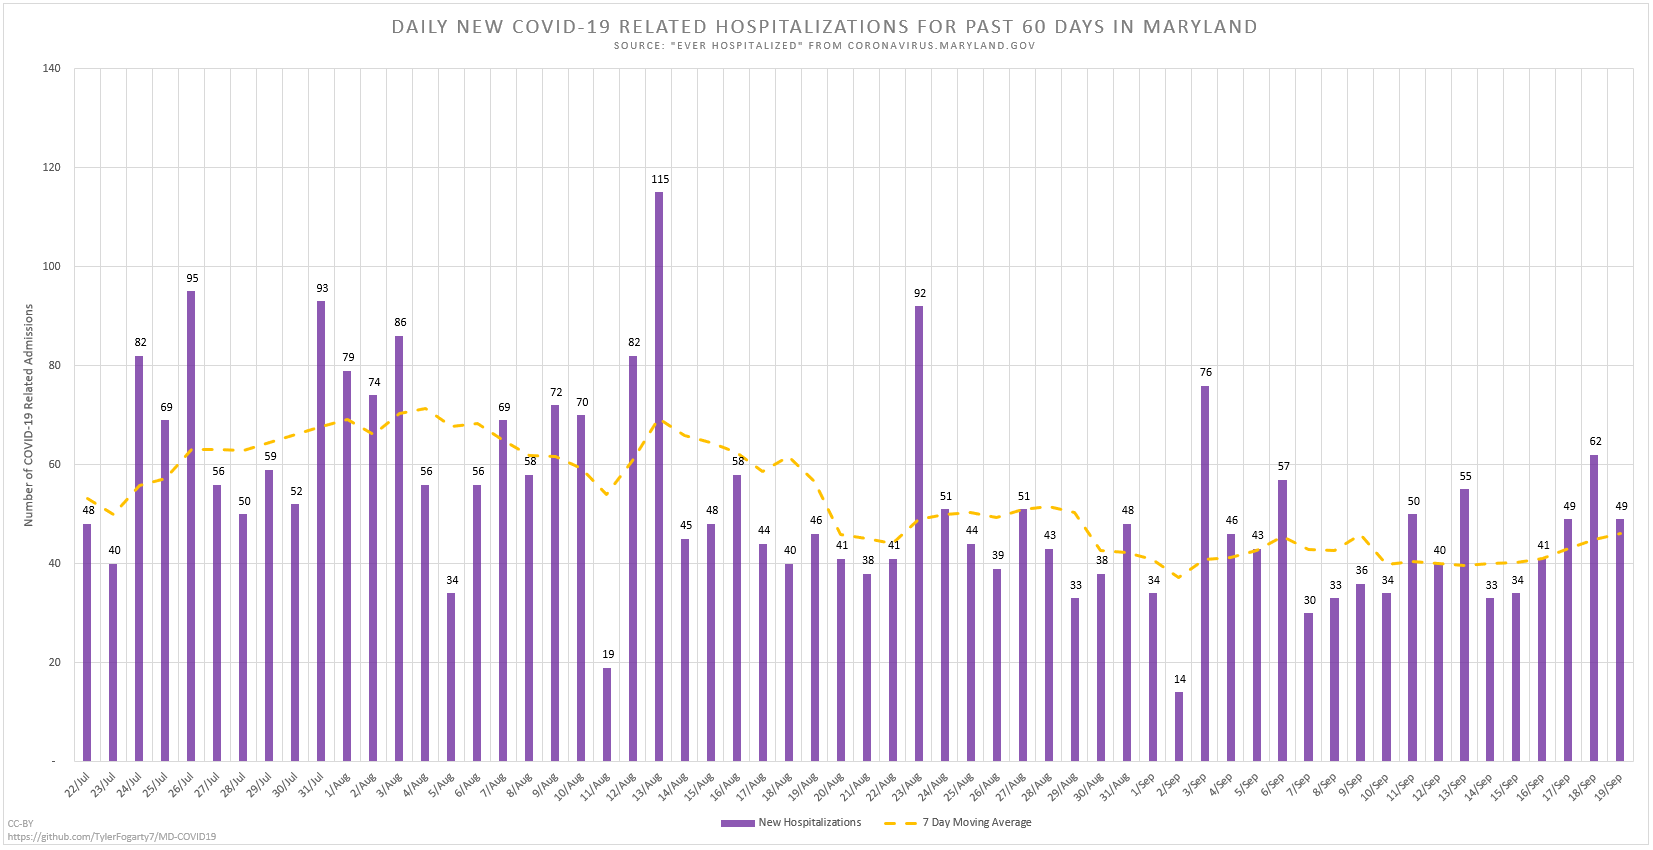 DAILY NEW COVID-19 RELATED HOSPITALIZATIONS FOR PAST 60 DAYS IN MARYLAND
SOURCE: "EVER HOSPITALIZED" FROM CORONAVIRUS.MARYLAND.GOV
Number of COVID-19 Related Admissions
140
120
100
80
60
40
20
-
48
40
82
69
95
56
50
59
52
93
79
74
86
56
34
56
69
58
72
70
19
82
115
45
48
58
44
40
46
41
38
41
92
51
44
39
51
43
33
38
48
34
14
76
46
43
57
30
33
36
34
50
40
55
33
34
41
49
62
49
22/Jul
23/Jul
24/Jul
25/Jul
26/Jul
27/Jul
28/Jul
29/Jul
30/Jul
31/Jul
1/Aug
2/Aug
3/Aug
4/Aug
5/Aug
6/Aug
7/Aug
8/Aug
9/Aug
10/Aug
11/Aug
12/Aug
13/Aug
14/Aug
15/Aug
16/Aug
17/Aug
18/Aug
19/Aug
20/Aug
21/Aug
22/Aug
23/Aug
24/Aug
25/Aug
26/Aug
27/Aug
28/Aug
29/Aug
30/Aug
31/Aug
1/Sep
2/Sep
3/Sep
4/Sep
5/Sep
6/Sep
7/Sep
8/Sep
9/Sep
10/Sep
11/Sep
12/Sep
13/Sep
14/Sep
15/Sep
16/Sep
17/Sep
18/Sep
19/Sep
New Hospitalizations
7 Day Moving Average
CC-BY
https://github.com/TylerFogarty7/MD-COVID19